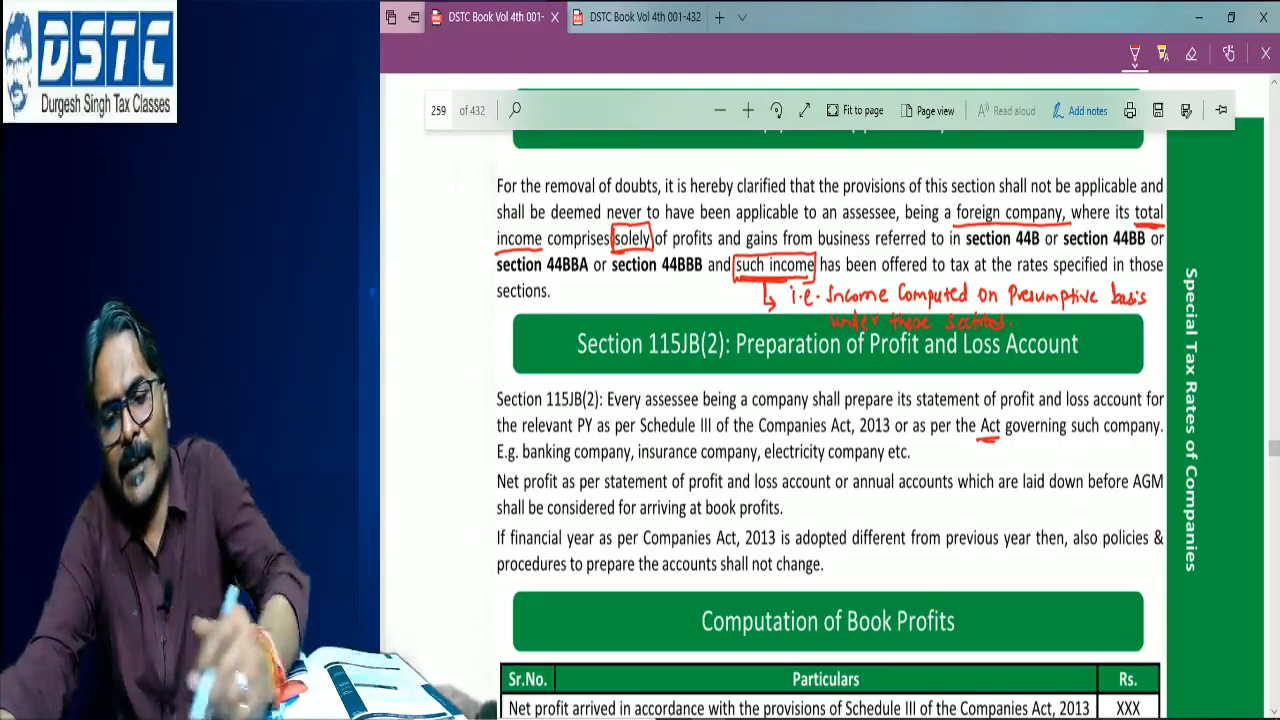 DSTC
Durgesh Singh Tax Classes
DSTC Book Vol 4th 001-
DSTC Book Vol 4th 001-432
259 of 432
Fit to page
Page view
Read aloud
Add notes
For the removal of doubts, it is hereby clarified that the provisions of this section shall not be applicable and
shall be deemed never to have been applicable to an assessee, being a foreign company, where its total
income comprises solely of profits and gains from business referred to in section 44B or section 44BB or
section 44BBA or section 44BBB and such income has been offered to tax at the rates specified in those
sections.
i.e. Income Computed on Presumptive basis
under these
Section 115JB(2): Preparation of Profit and Loss Account
Section 115JB(2): Every assessee being a company shall prepare its statement of profit and loss account for
the relevant PY as per Schedule III of the Companies Act, 2013 or as per the Act governing such company.
E.g. banking company, insurance company, electricity company etc.
Net profit as per statement of profit and loss account or annual accounts which are laid down before AGM
shall be considered for arriving at book profits.
If financial year as per Companies Act, 2013 is adopted different from previous year then, also policies &
procedures to prepare the accounts shall not change.
Computation of Book Profits
Sr.No. Particulars Rs.
Net profit arrived in accordance with the provisions of Schedule III of the Companies Act, 2013 XXX
Special Tax Rates of Companies